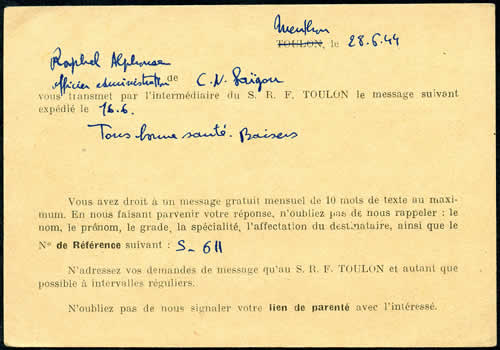 Menthon
TOULON, le 28.6.44
Raphel Alphonse
officier administration de C.N. Saïgon
vous transmet par l'intermédiaire du S. R. F. TOULON le message suivant
expédié le 16.6.
Tous bonne santé. Baisers
Vous avez droit à un message gratuit mensuel de 10 mots de texte au maxi-
mum. En nous faisant parvenir votre réponse, n'oubliez pas de nous rappeler : le
nom, le prénom, le grade, la spécialité, l'affectation du destinataire, ainsi que le
N° de Référence suivant : S-611
N'adressez vos demandes de message qu'au S. R. F. TOULON et autant que
possible à intervalles réguliers.
N'oubliez pas de nous signaler votre lien de parenté avec l'intéressé.